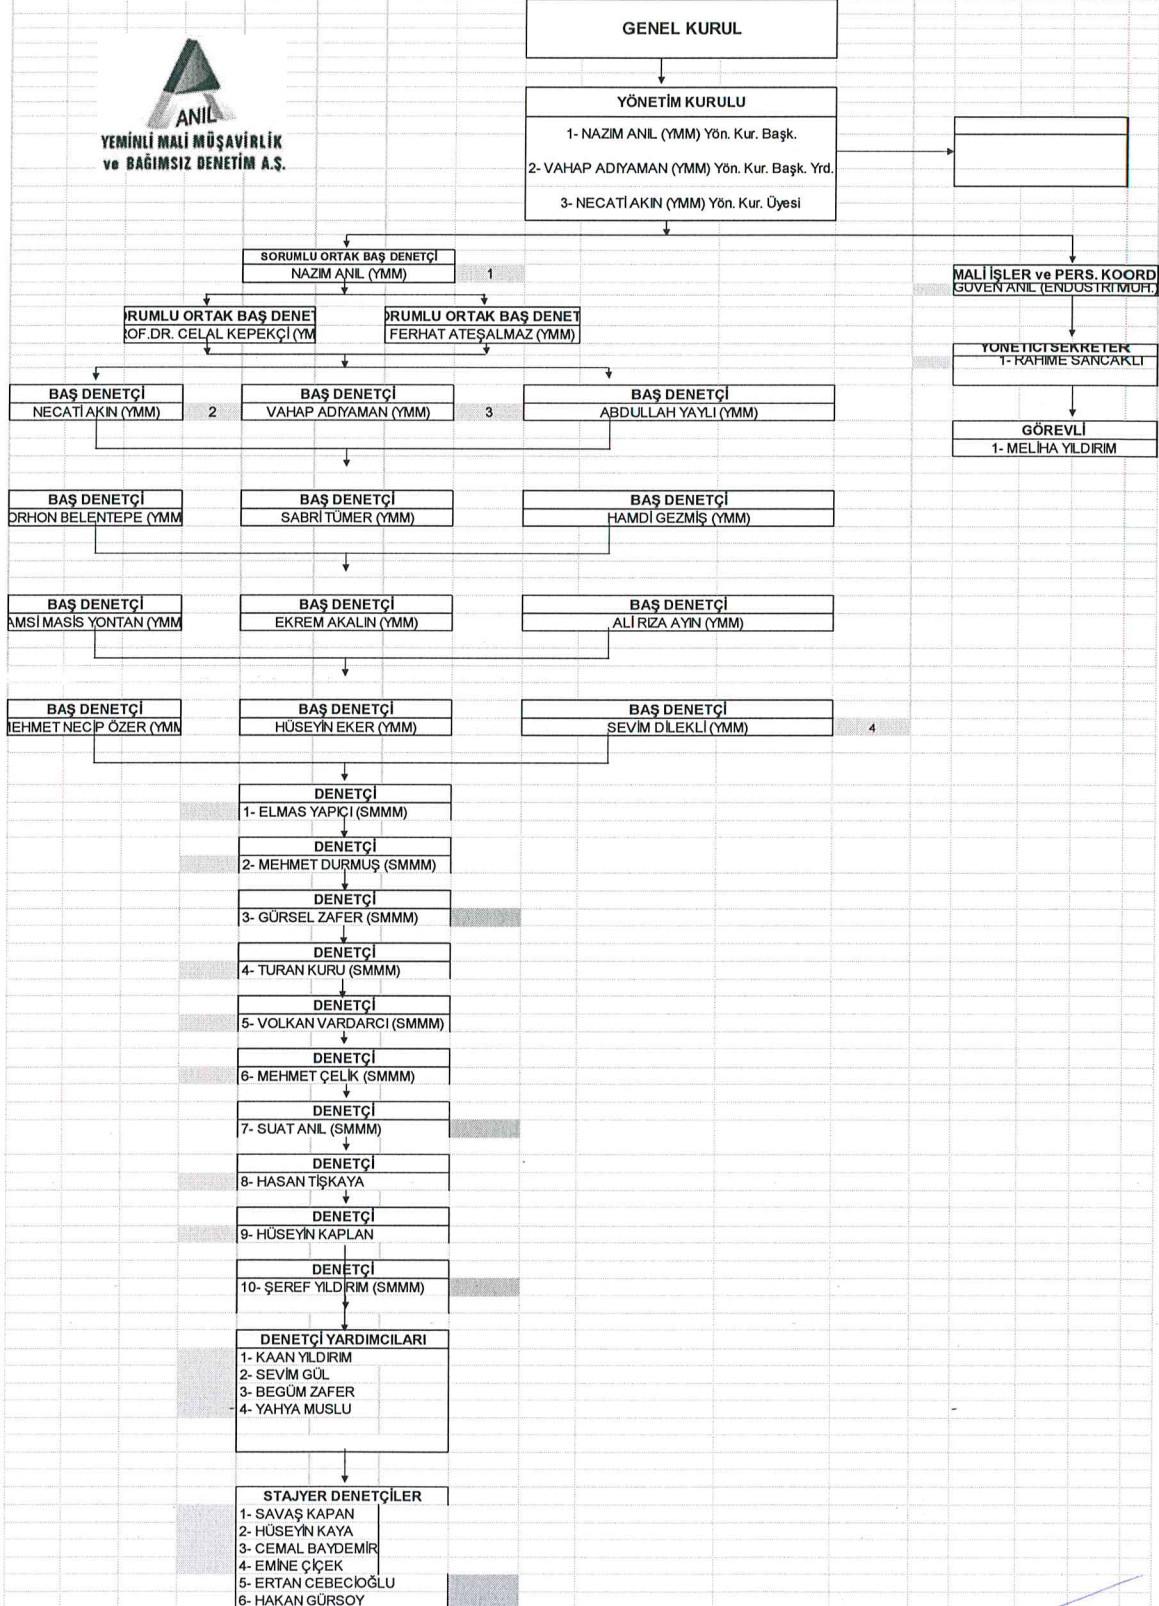 GENEL KURUL
ANIL
YEMİNLİ MALİ MÜŞAVİRLİK
ve BAĞIMSIZ DENETİM A.Ş.
YÖNETİM KURULU
1- NAZIM ANIL (YMM) Yön. Kur. Başk.
2- VAHAP ADIYAMAN (YMM) Yön. Kur. Başk. Yrd.
3- NECATİ AKIN (YMM) Yön. Kur. Üyesi
SORUMLU ORTAK BAŞ DENETÇİ
NAZIM ANIL (YMM)
1
MALİ İŞLER ve PERS. KOORD
GÜVEN ANIL (ENDÜSTRİ MÜH.)
RUMLU ORTAK BAŞ DENET
OF.DR. CELAL KEPEKÇİ (YM
RUMLU ORTAK BAŞ DENET
FERHAT ATEŞALMAZ (YMM)
YÖNETİCİ SEKRETER
1- RAHİME SANCAKLI
BAŞ DENETÇİ
NECATİ AKIN (YMM)
2
BAŞ DENETÇİ
VAHAP ADIYAMAN (YMM)
3
BAŞ DENETÇİ
ABDULLAH YAYLI (YMM)
GÖREVLİ
1- MELİHA YILDIRIM
BAŞ DENETÇİ
ORHON BELENTEPE (YMM
BAŞ DENETÇİ
SABRİ TÜMER (YMM)
BAŞ DENETÇİ
HAMDİ GEZMİŞ (YMM)
BAŞ DENETÇİ
AMSİ MASİS YONTAN (YMM
BAŞ DENETÇİ
EKREM AKALIN (YMM)
BAŞ DENETÇİ
ALİ RIZA AYIN (YMM)
BAŞ DENETÇİ
EHMET NECİP ÖZER (YMM
BAŞ DENETÇİ
HÜSEYİN EKER (YMM)
BAŞ DENETÇİ
SEVİM DİLEKLİ (YMM)
4
DENETÇİ
1- ELMAS YAPICI (SMMM)
DENETÇİ
2- MEHMET DURMUŞ (SMMM)
DENETÇİ
3- GÜRSEL ZAFER (SMMM)
DENETÇİ
4- TURAN KURU (SMMM)
DENETÇİ
5- VOLKAN VARDARCI (SMMM)
DENETÇİ
6- MEHMET ÇELİK (SMMM)
DENETÇİ
7- SUAT ANIL (SMMM)
DENETÇİ
8- HASAN TİŞKAYA
DENETÇİ
9- HÜSEYİN KAPLAN
DENETÇİ
10- ŞEREF YILDIRIM (SMMM)
DENETÇİ YARDIMCILARI
1- KAAN YILDIRIM
2- SEVİM GÜL
3- BEGÜM ZAFER
4- YAHYA MUSLU
STAJYER DENETÇİLER
1- SAVAŞ KAPAN
2- HÜSEYİN KAYA
3- CEMAL BAYDEMİR
4- EMİNE ÇİÇEK
5- ERTAN CEBECİOĞLU
6- HAKAN GÜRSOY